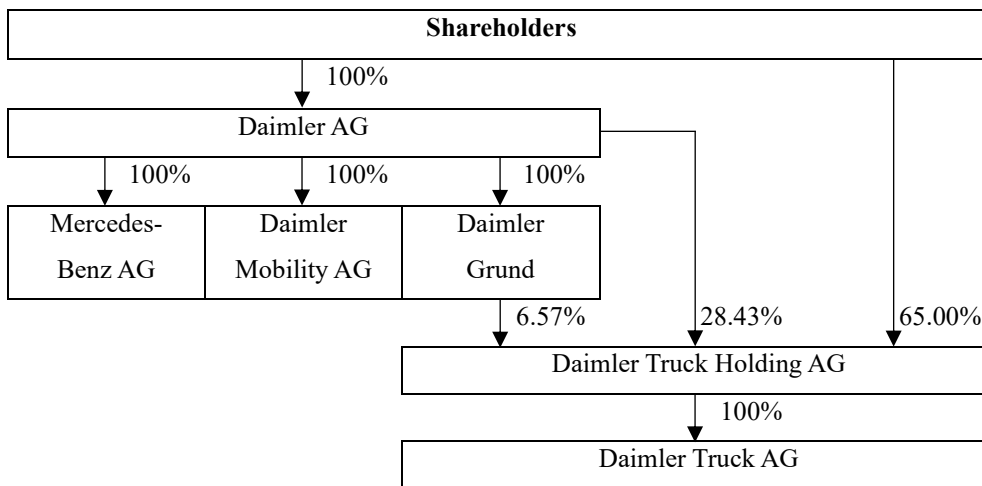 Shareholders
100%
Daimler AG
100% 100% 100%
Mercedes- Daimler Daimler
Benz AG Mobility AG Grund
6.57% 28.43% 65.00%
Daimler Truck Holding AG
100%
Daimler Truck AG